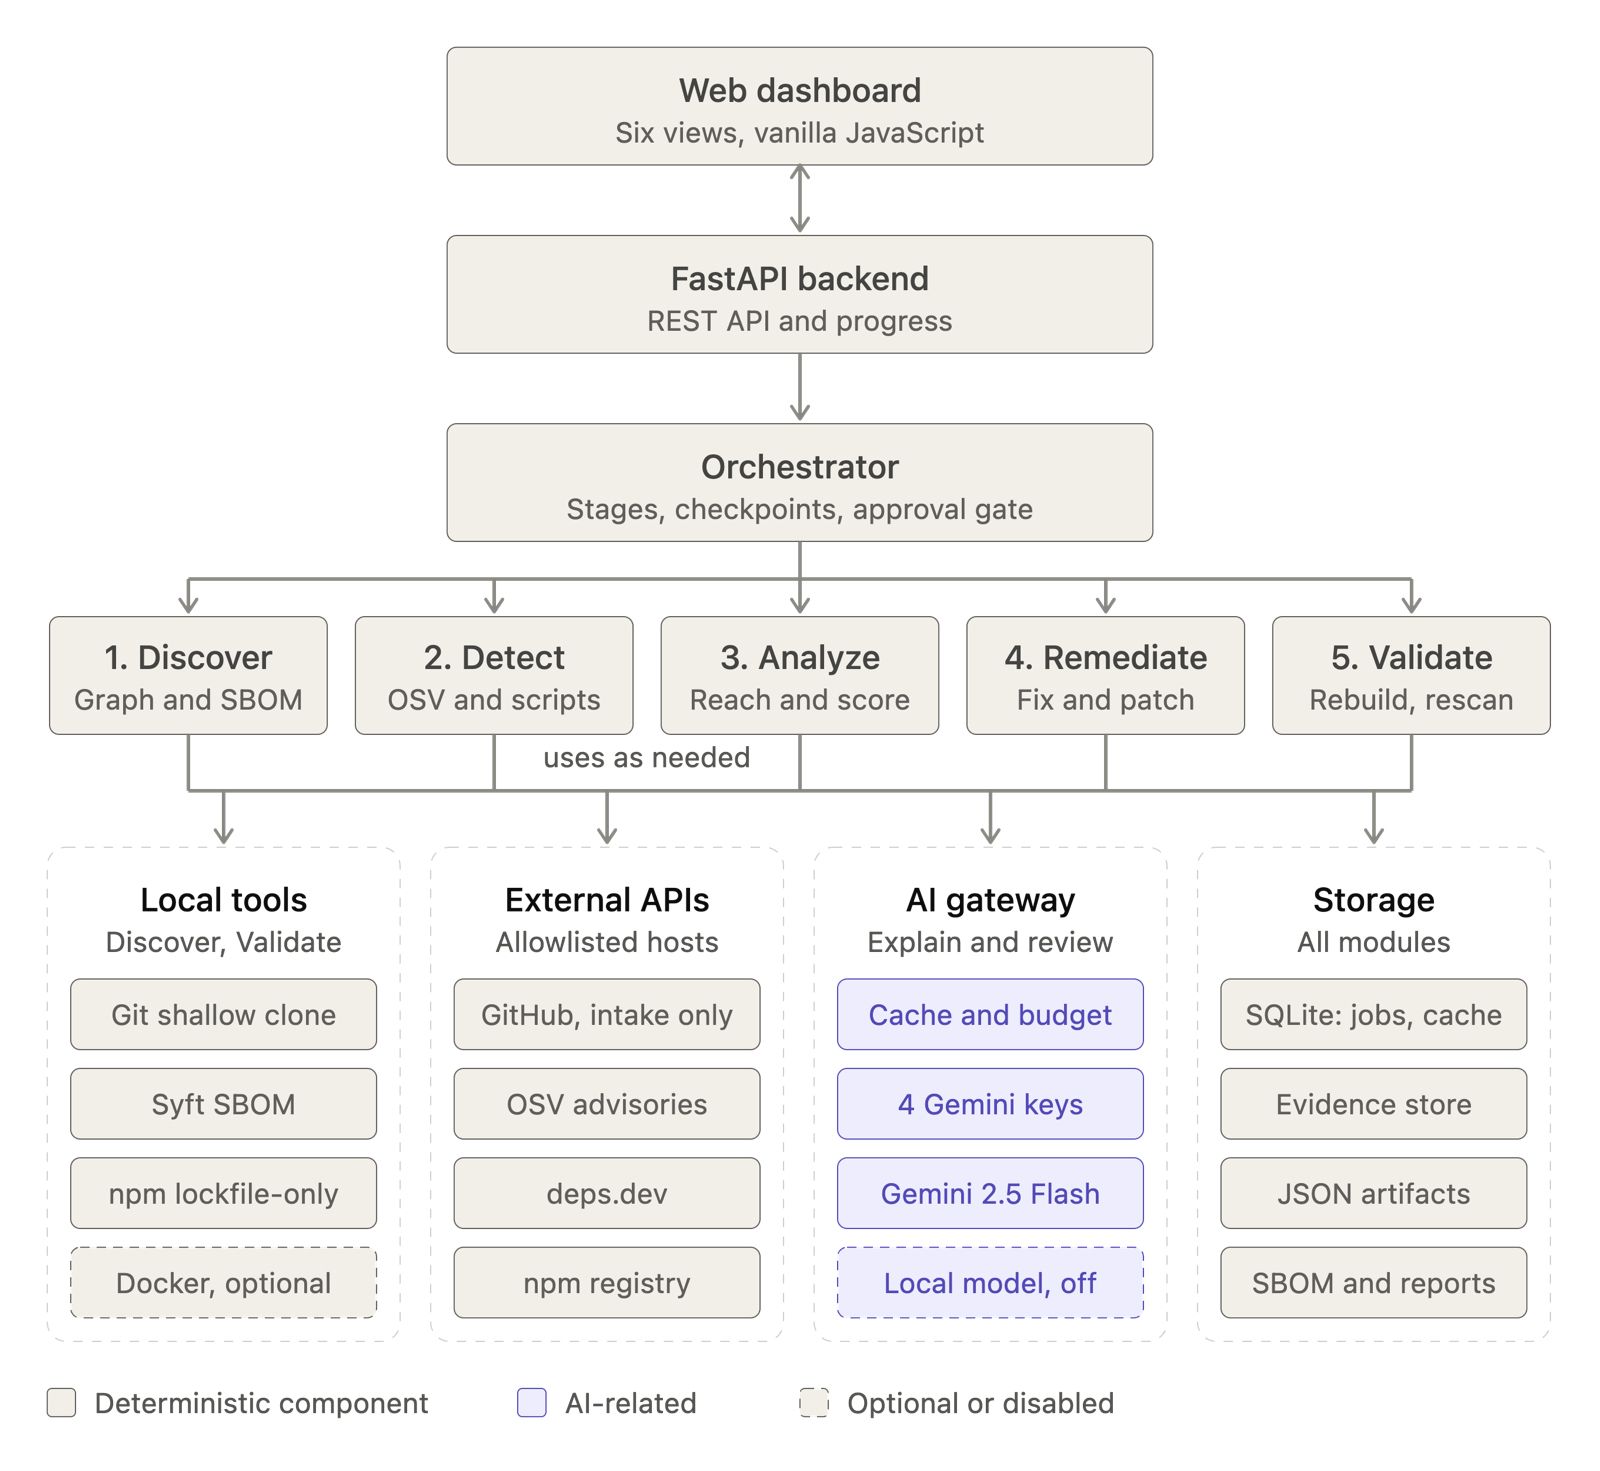 Web dashboard
Six views, vanilla JavaScript
FastAPI backend
REST API and progress
Orchestrator
Stages, checkpoints, approval gate
1. Discover
Graph and SBOM
2. Detect
OSV and scripts
3. Analyze
Reach and score
4. Remediate
Fix and patch
5. Validate
Rebuild, rescan
uses as needed
Local tools
Discover, Validate
Git shallow clone
Syft SBOM
npm lockfile-only
Docker, optional
External APIs
Allowlisted hosts
GitHub, intake only
OSV advisories
deps.dev
npm registry
AI gateway
Explain and review
Cache and budget
4 Gemini keys
Gemini 2.5 Flash
Local model, off
Storage
All modules
SQLite: jobs, cache
Evidence store
JSON artifacts
SBOM and reports
Deterministic component
AI-related
Optional or disabled